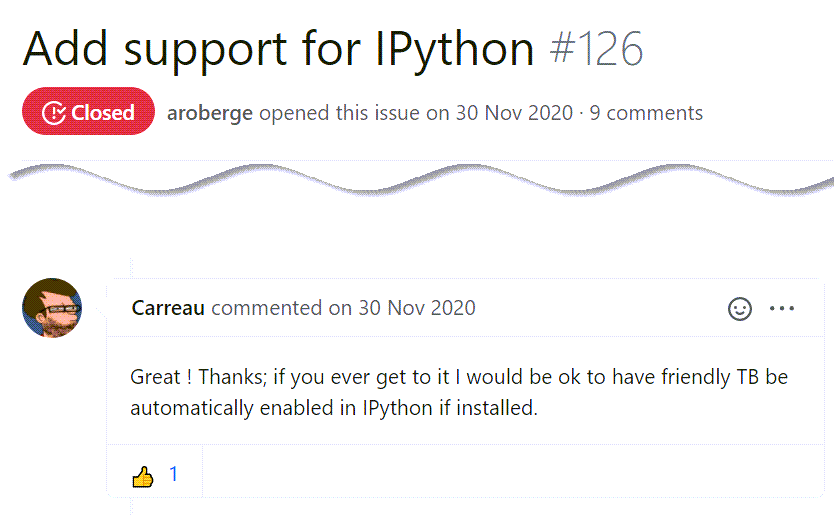 Add support for IPython #126
Closed aroberge opened this issue on 30 Nov 2020 · 9 comments
Carreau commented on 30 Nov 2020
Great ! Thanks; if you ever get to it I would be ok to have friendly TB be
automatically enabled in IPython if installed.
👍 1